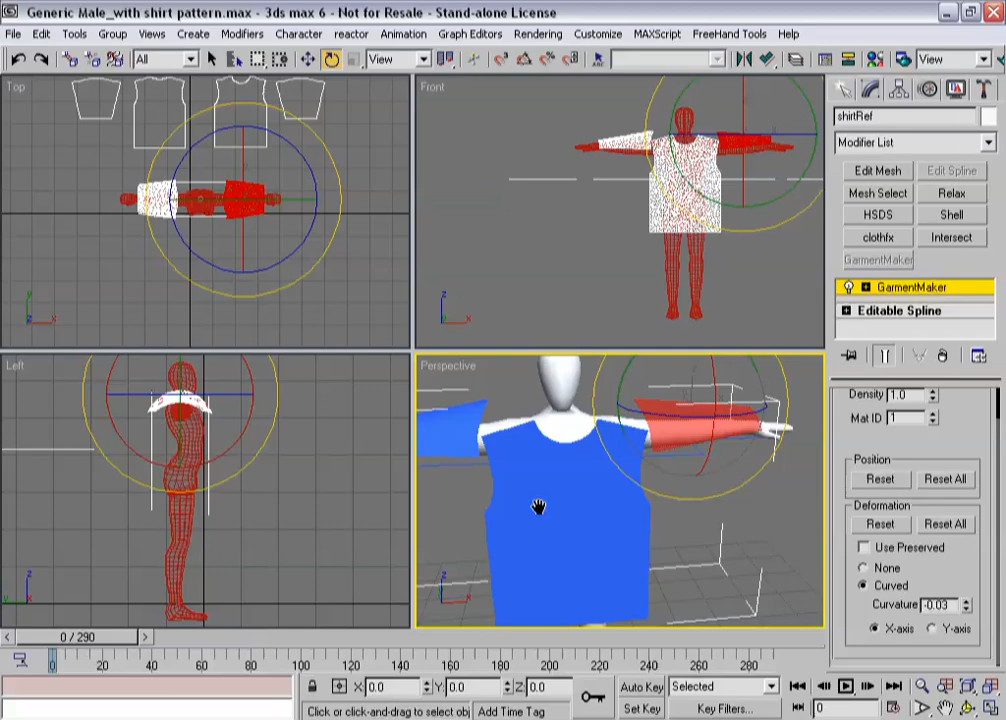 Generic Male_with shirt pattern.max - 3ds max 6 - Not for Resale - Stand-alone License
File Edit Tools Group Views Create Modifiers Character reactor Animation Graph Editors Rendering Customize MAXScript FreeHand Tools Help
All View View
Top
Front
shirtRef
Modifier List
Edit Mesh Edit Spline
Mesh Select Relax
HSDS Shell
clothfx Intersect
GarmentMaker
GarmentMaker
Editable Spline
Left
Perspective
Density 1.0
Mat ID 1
Position
Reset Reset All
Deformation
Reset Reset All
Use Preserved
None
Curved
Curvature -0.03
X-axis Y-axis
< 0 / 290 >
0 20 40 60 80 100 120 140 160 180 200 220 240 260 280
X: 0.0 Y: 0.0 Z: 0.0 Auto Key Selected
Click or click-and-drag to select obj Add Time Tag Set Key Key Filters... 0